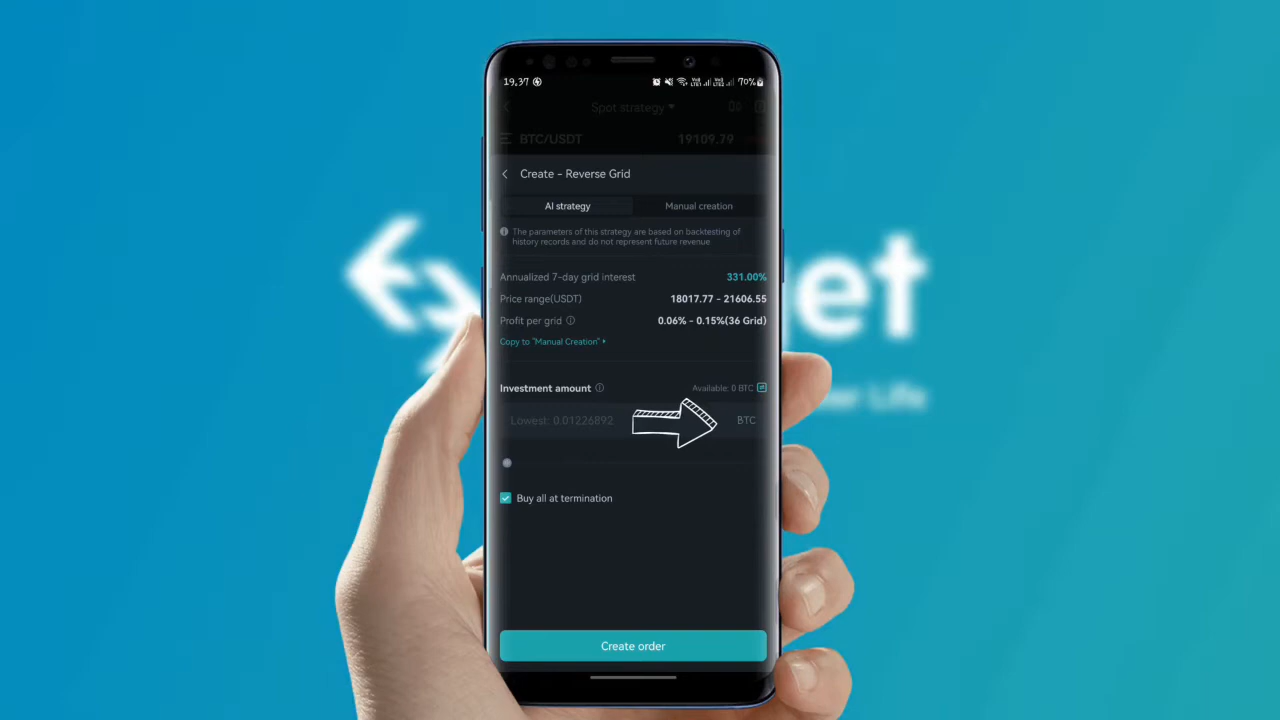 19,37
70%
Spot strategy
BTC/USDT 19109.79
Create - Reverse Grid
AI strategy Manual creation
The parameters of this strategy are based on backtesting of
history records and do not represent future revenue
Annualized 7-day grid interest 331.00%
Price range(USDT) 18017.77 - 21606.55
Profit per grid 0.06% - 0.15%(36 Grid)
Copy to "Manual Creation"
Investment amount Available: 0 BTC
Lowest: 0.01226892 BTC
Buy all at termination
Create order
get
Life